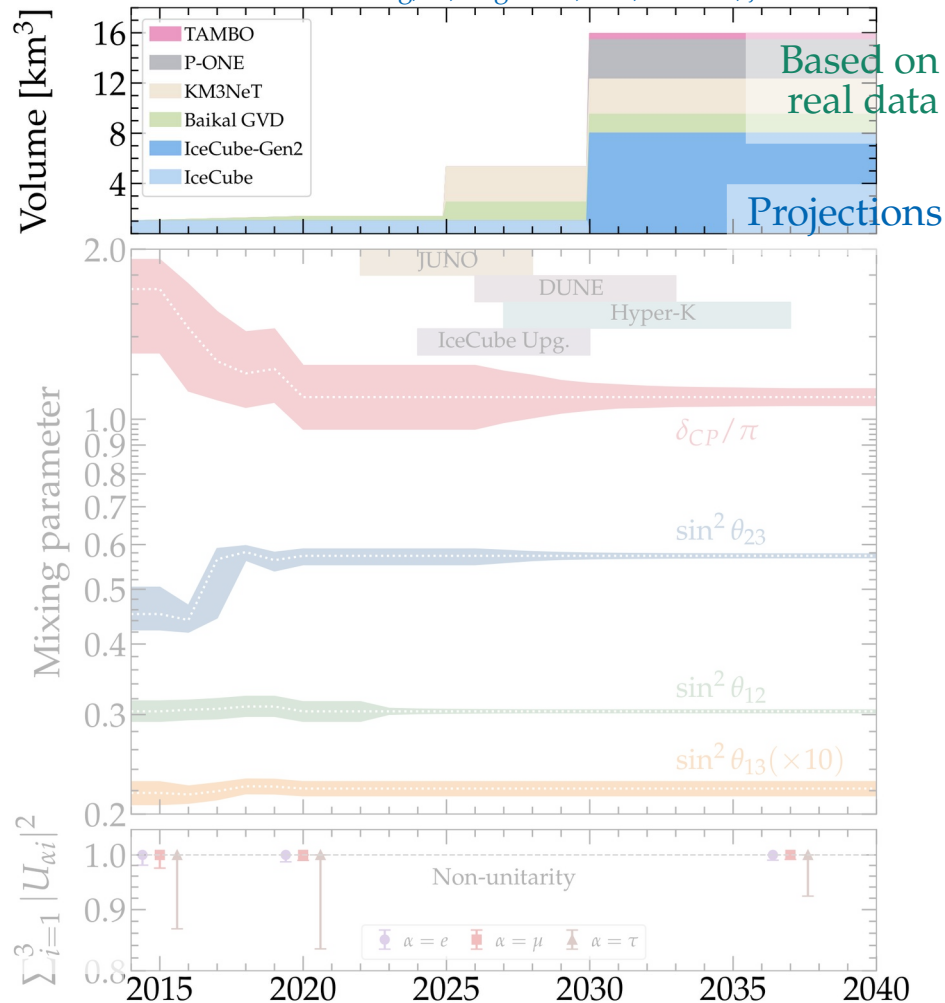 16
12
8
4
Volume [km³]
TAMBO
P-ONE
KM3NeT
Baikal GVD
IceCube-Gen2
IceCube
Based on
real data
Projections
2.0
1.0
0.9
0.8
0.7
0.6
0.5
0.4
0.3
0.2
Mixing parameter
JUNO
DUNE
Hyper-K
IceCube Upg.
δ_CP/π
sin² θ₂₃
sin² θ₁₂
sin² θ₁₃(×10)
1.0
0.9
0.8
∑³ᵢ₌₁ |U_αi|²
Non-unitarity
α = e α = μ α = τ
2015 2020 2025 2030 2035 2040